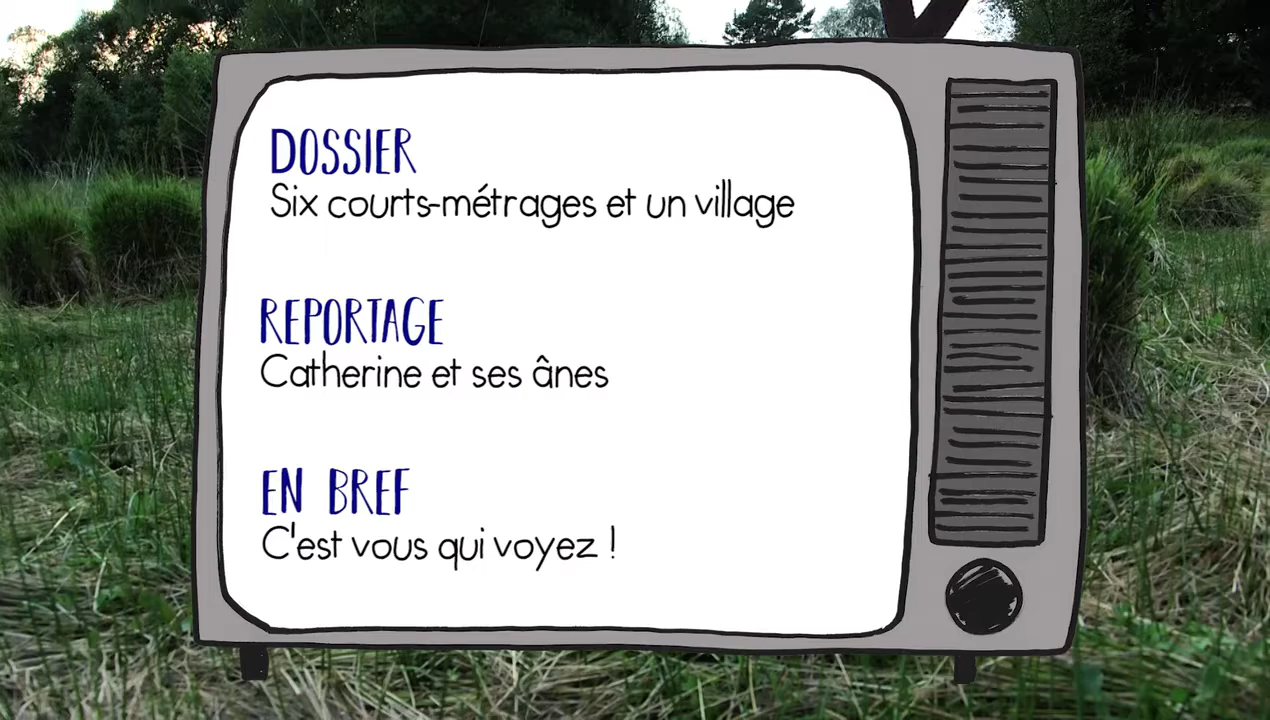 DOSSIER
Six courts-métrages et un village
REPORTAGE
Catherine et ses ânes
EN BREF
C'est vous qui voyez !